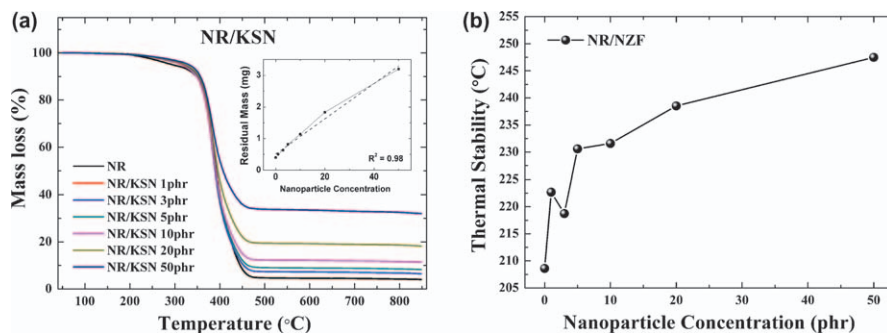 (a)
NR/KSN
Mass loss (%)
100
80
60
40
20
0
NR
NR/KSN 1phr
NR/KSN 3phr
NR/KSN 5phr
NR/KSN 10phr
NR/KSN 20phr
NR/KSN 50phr
Residual Mass (mg)
3
2
1
0
0 20 40
R² = 0.98
Nanoparticle Concentration
100 200 300 400 500 600 700 800
Temperature (°C)
(b)
NR/NZF
Thermal Stability (°C)
255
250
245
240
235
230
225
220
215
210
205
0 10 20 30 40 50
Nanoparticle Concentration (phr)